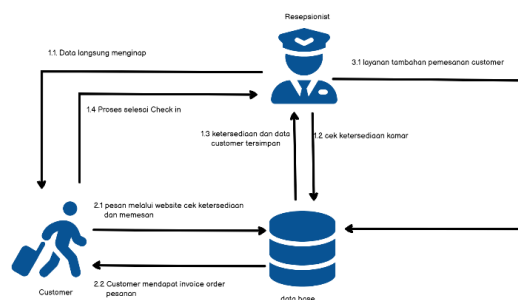 Resepsionist
1.1. Data langsung menginap
3.1 layanan tambahan pemesanan customer
1.4 Proses selesai Check in
1.3 ketersediaan dan data
customer tersimpan
1.2 cek ketersediaan kamar
2.1 pesan melalui website cek ketersediaan
dan memesan
2.2 Customer mendapat invoice order
pesanan
Customer
data base